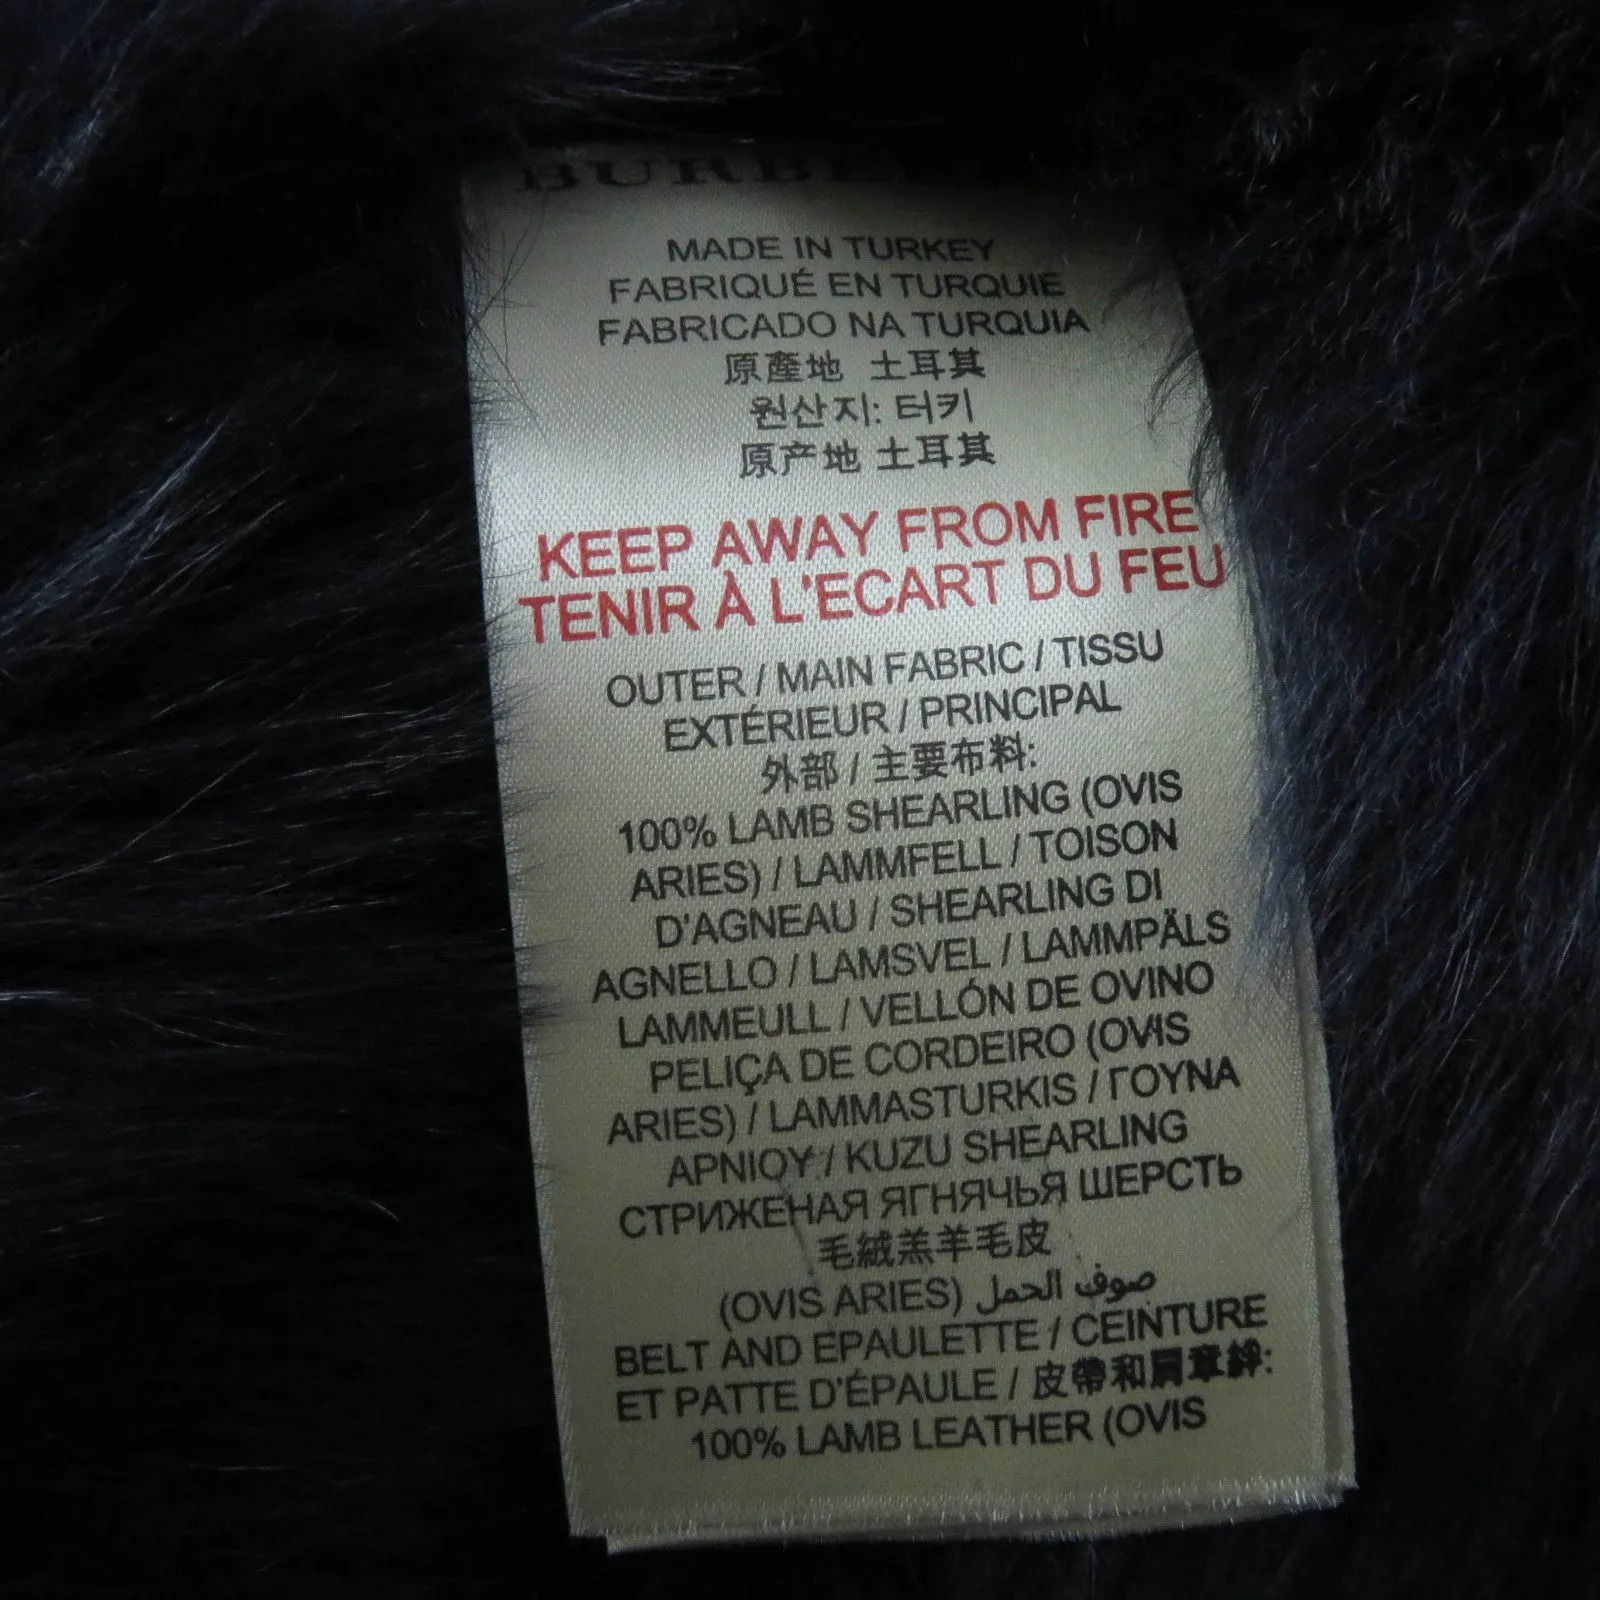 BURBERRY
MADE IN TURKEY
FABRIQUÉ EN TURQUIE
FABRICADO NA TURQUIA
原產地 土耳其
원산지: 터키
原产地 土耳其
KEEP AWAY FROM FIRE
TENIR À L'ECART DU FEU
OUTER / MAIN FABRIC / TISSU
EXTÉRIEUR / PRINCIPAL
外部 / 主要布料:
100% LAMB SHEARLING (OVIS
ARIES) / LAMMFELL / TOISON
D'AGNEAU / SHEARLING DI
AGNELLO / LAMSVEL / LAMMPÄLS
LAMMEULL / VELLÓN DE OVINO
PELIÇA DE CORDEIRO (OVIS
ARIES) / LAMMASTURKIS / ΓΟΥΝΑ
ΑΡΝΙΟΥ / KUZU SHEARLING
СТРИЖЕНАЯ ЯГНЯЧЬЯ ШЕРСТЬ
毛絨羔羊毛皮
(OVIS ARIES) صوف الحمل
BELT AND EPAULETTE / CEINTURE
ET PATTE D'ÉPAULE / 皮帶和肩章絆:
100% LAMB LEATHER (OVIS